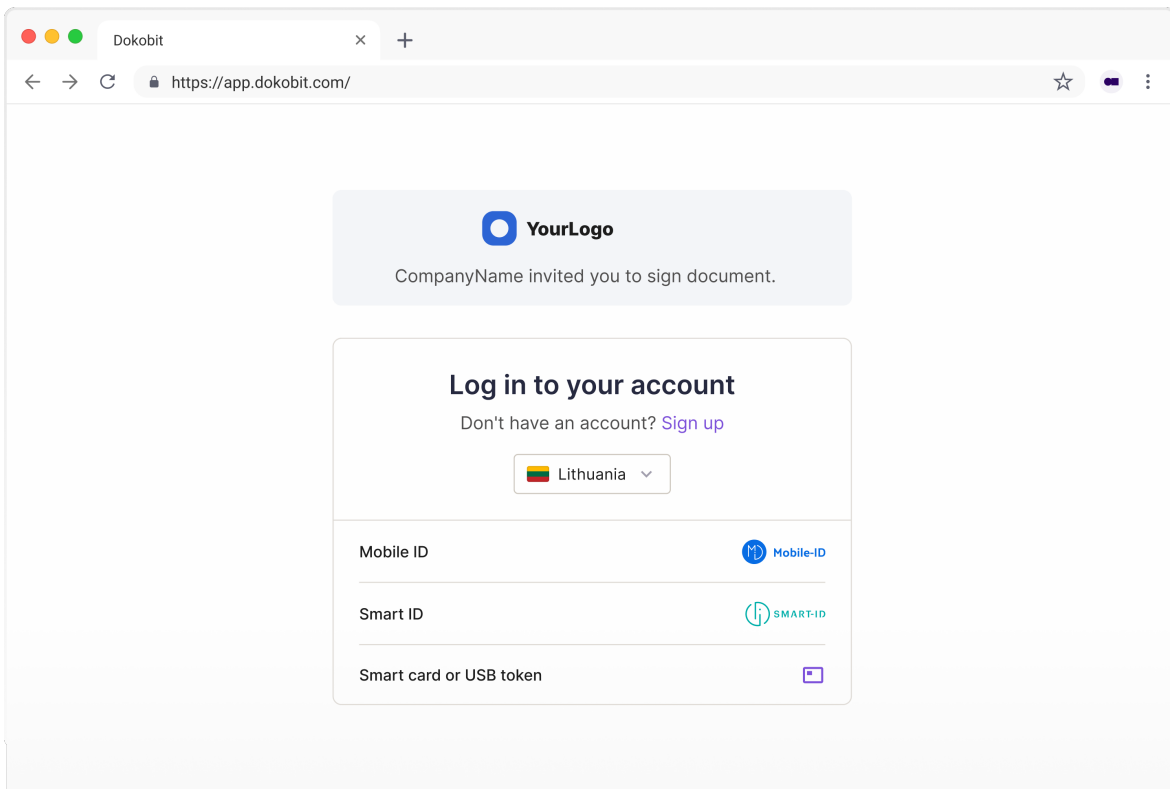 Dokobit
https://app.dokobit.com/
YourLogo
CompanyName invited you to sign document.
Log in to your account
Don't have an account? Sign up
Lithuania
Mobile ID
Mobile-ID
Smart ID
SMART-ID
Smart card or USB token